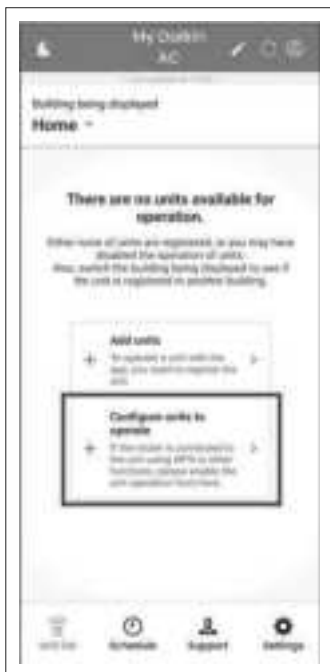 My Daikin
AC
Building being displayed
Home
There are no units available for
operation.
Either none of units are registered, or you may have
disabled the operation of units.
Also, switch the building being displayed to see if
the unit is registered in another building.
Add units
To operate a unit with the
app, you need to register the
unit.
Configure units to
operate
If the router is connected to
the unit using WPS or other
functions, please enable the
unit operation from here.
Schedule
Support
Settings